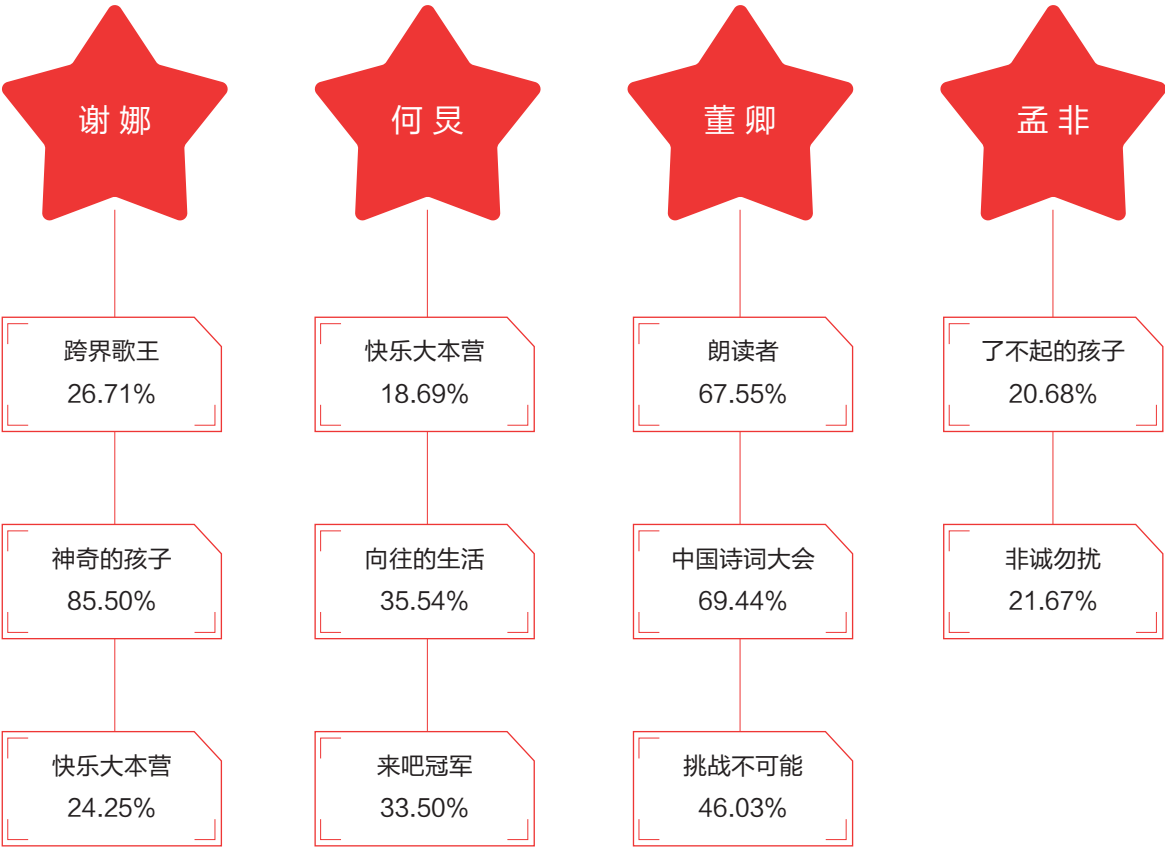 谢娜
跨界歌王
26.71%
神奇的孩子
85.50%
快乐大本营
24.25%
何炅
快乐大本营
18.69%
向往的生活
35.54%
来吧冠军
33.50%
董卿
朗读者
67.55%
中国诗词大会
69.44%
挑战不可能
46.03%
孟非
了不起的孩子
20.68%
非诚勿扰
21.67%